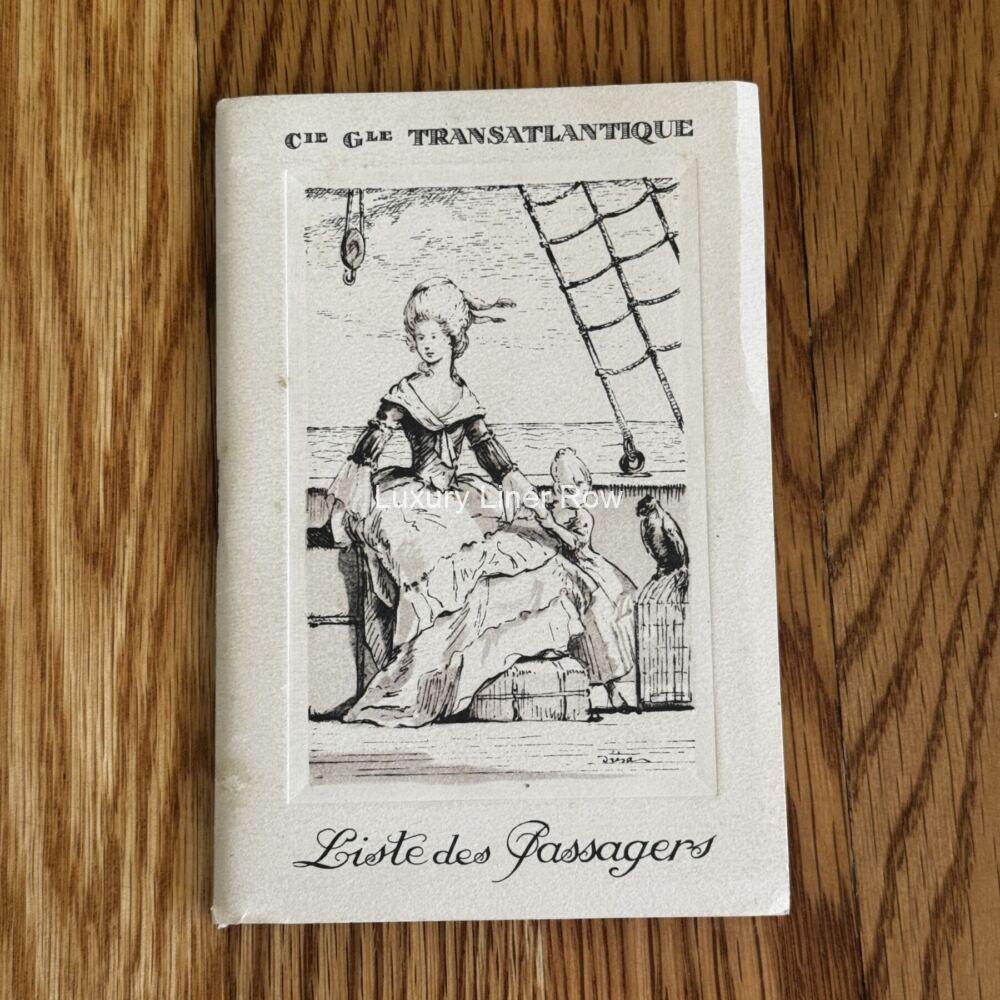 Cie Gle TRANSATLANTIQUE
Luxury Liner Row
Liste des Passagers